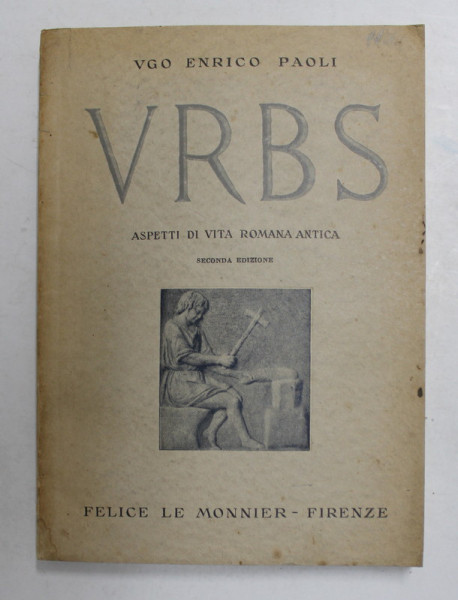 VGO ENRICO PAOLI
VRBS
ASPETTI DI VITA ROMANA ANTICA
SECONDA EDIZIONE
FELICE LE MONNIER - FIRENZE